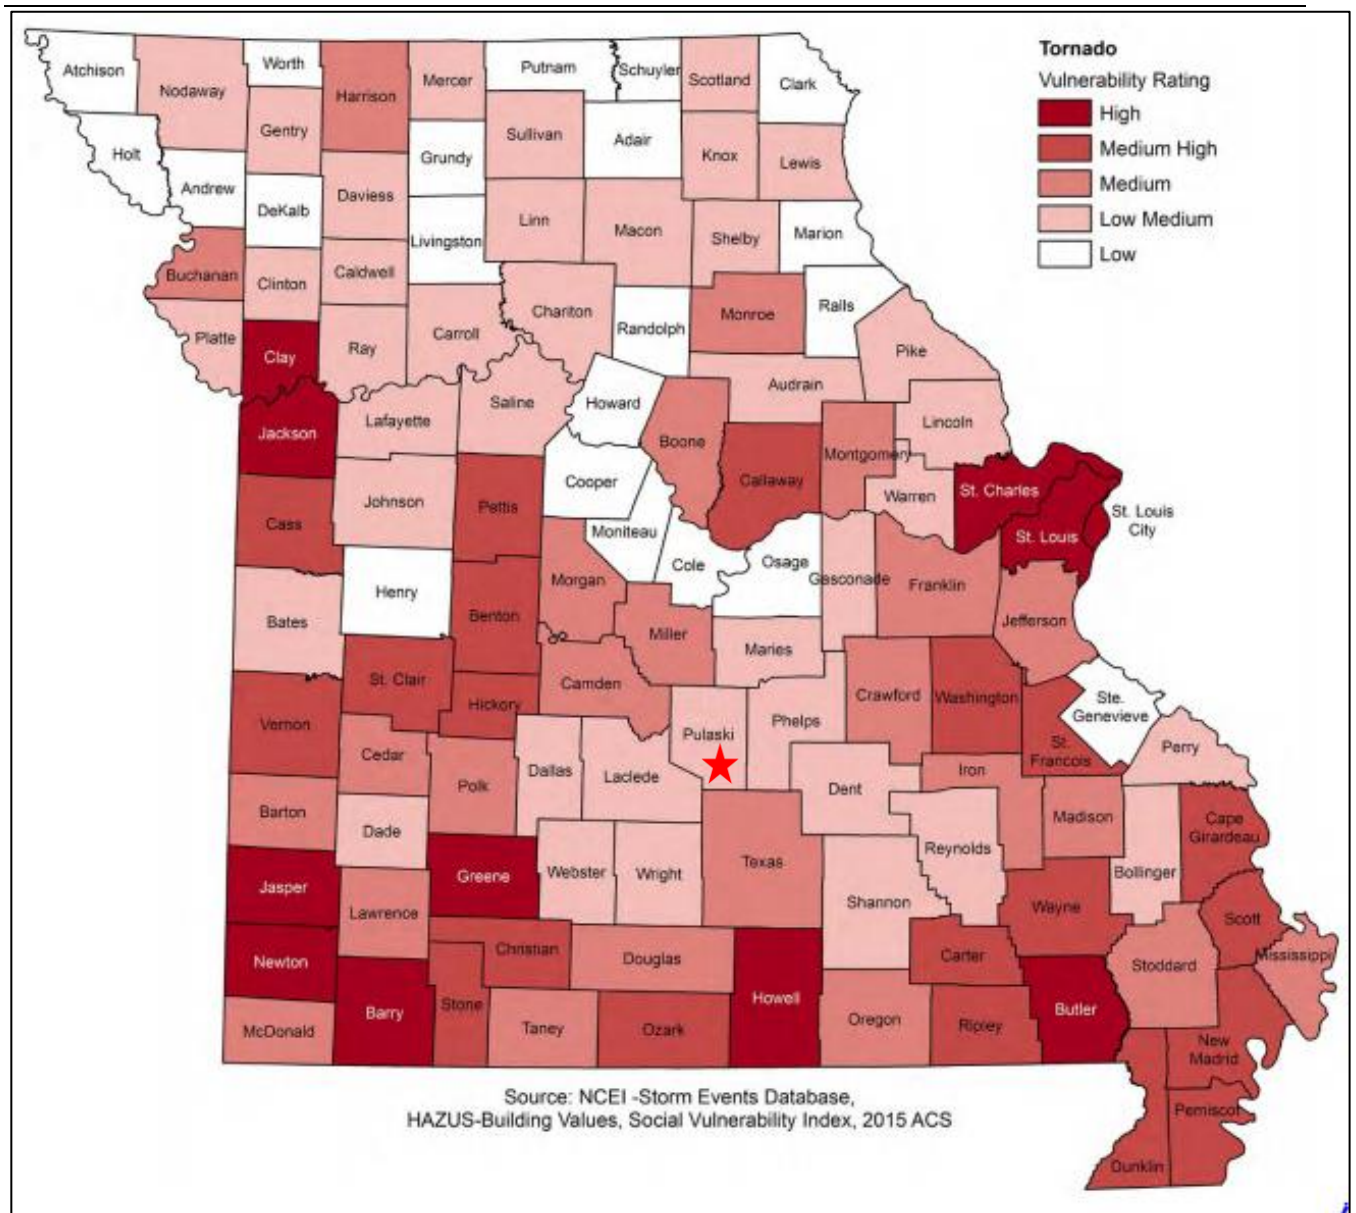 Tornado
Vulnerability Rating
High
Medium High
Medium
Low Medium
Low
Atchison
Nodaway
Worth
Harrison
Mercer
Putnam
Schuyler
Scotland
Clark
Holt
Andrew
Gentry
DeKalb
Daviess
Grundy
Sullivan
Adair
Knox
Lewis
Livingston
Linn
Macon
Shelby
Marion
Buchanan
Clinton
Caldwell
Platte
Clay
Ray
Carroll
Chariton
Randolph
Monroe
Ralls
Pike
Audrain
Jackson
Lafayette
Saline
Howard
Boone
Callaway
Montgomery
Lincoln
Warren
St. Charles
St. Louis
St. Louis
City
Cass
Johnson
Pettis
Cooper
Moniteau
Cole
Osage
Gasconade
Franklin
Jefferson
Bates
Henry
Benton
Morgan
Miller
Maries
Vernon
St. Clair
Hickory
Camden
Pulaski
Phelps
Crawford
Washington
St.
Francois
Ste.
Genevieve
Perry
Barton
Cedar
Polk
Dallas
Laclede
Dent
Iron
Madison
Cape
Girardeau
Dade
Greene
Webster
Wright
Texas
Shannon
Reynolds
Bollinger
Jasper
Lawrence
Wayne
Scott
Mississippi
Newton
Christian
Douglas
Howell
Carter
Stoddard
McDonald
Barry
Stone
Taney
Ozark
Oregon
Ripley
Butler
New
Madrid
Pemiscot
Dunklin
Source: NCEI -Storm Events Database,
HAZUS-Building Values, Social Vulnerability Index, 2015 ACS